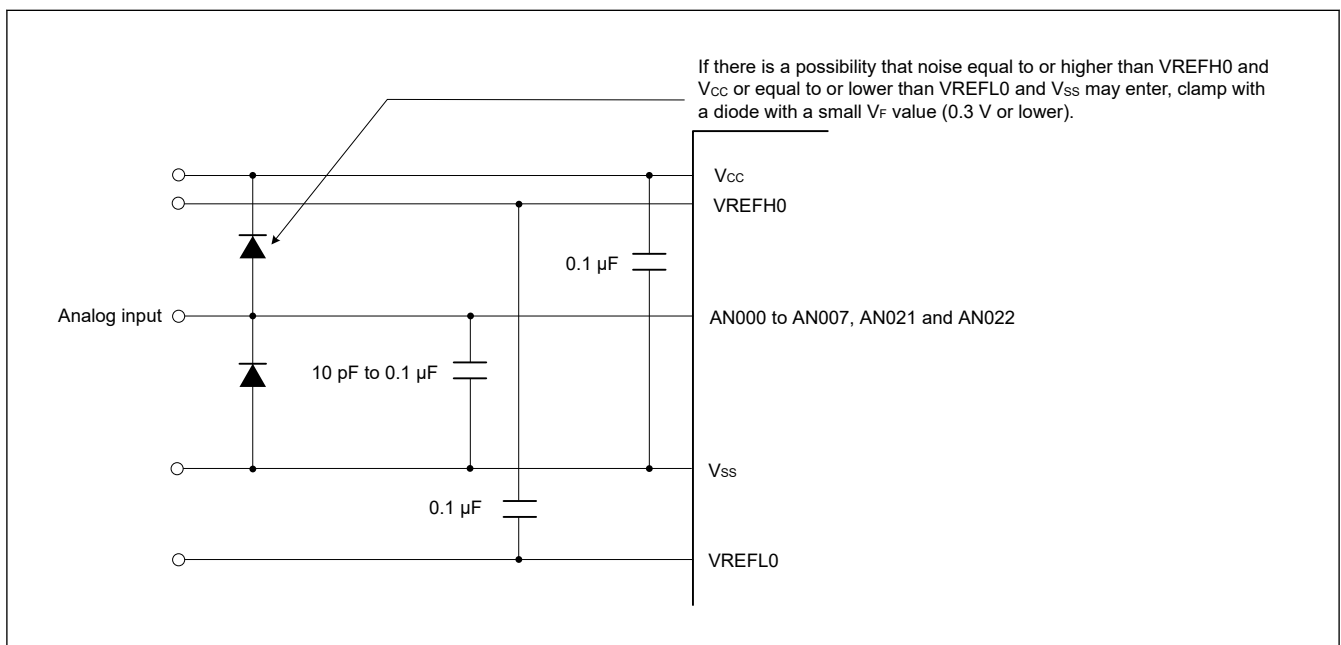 If there is a possibility that noise equal to or higher than VREFH0 and
VCC or equal to or lower than VREFL0 and VSS may enter, clamp with
a diode with a small VF value (0.3 V or lower).
VCC
VREFH0
0.1 µF
Analog input
AN000 to AN007, AN021 and AN022
10 pF to 0.1 µF
VSS
0.1 µF
VREFL0